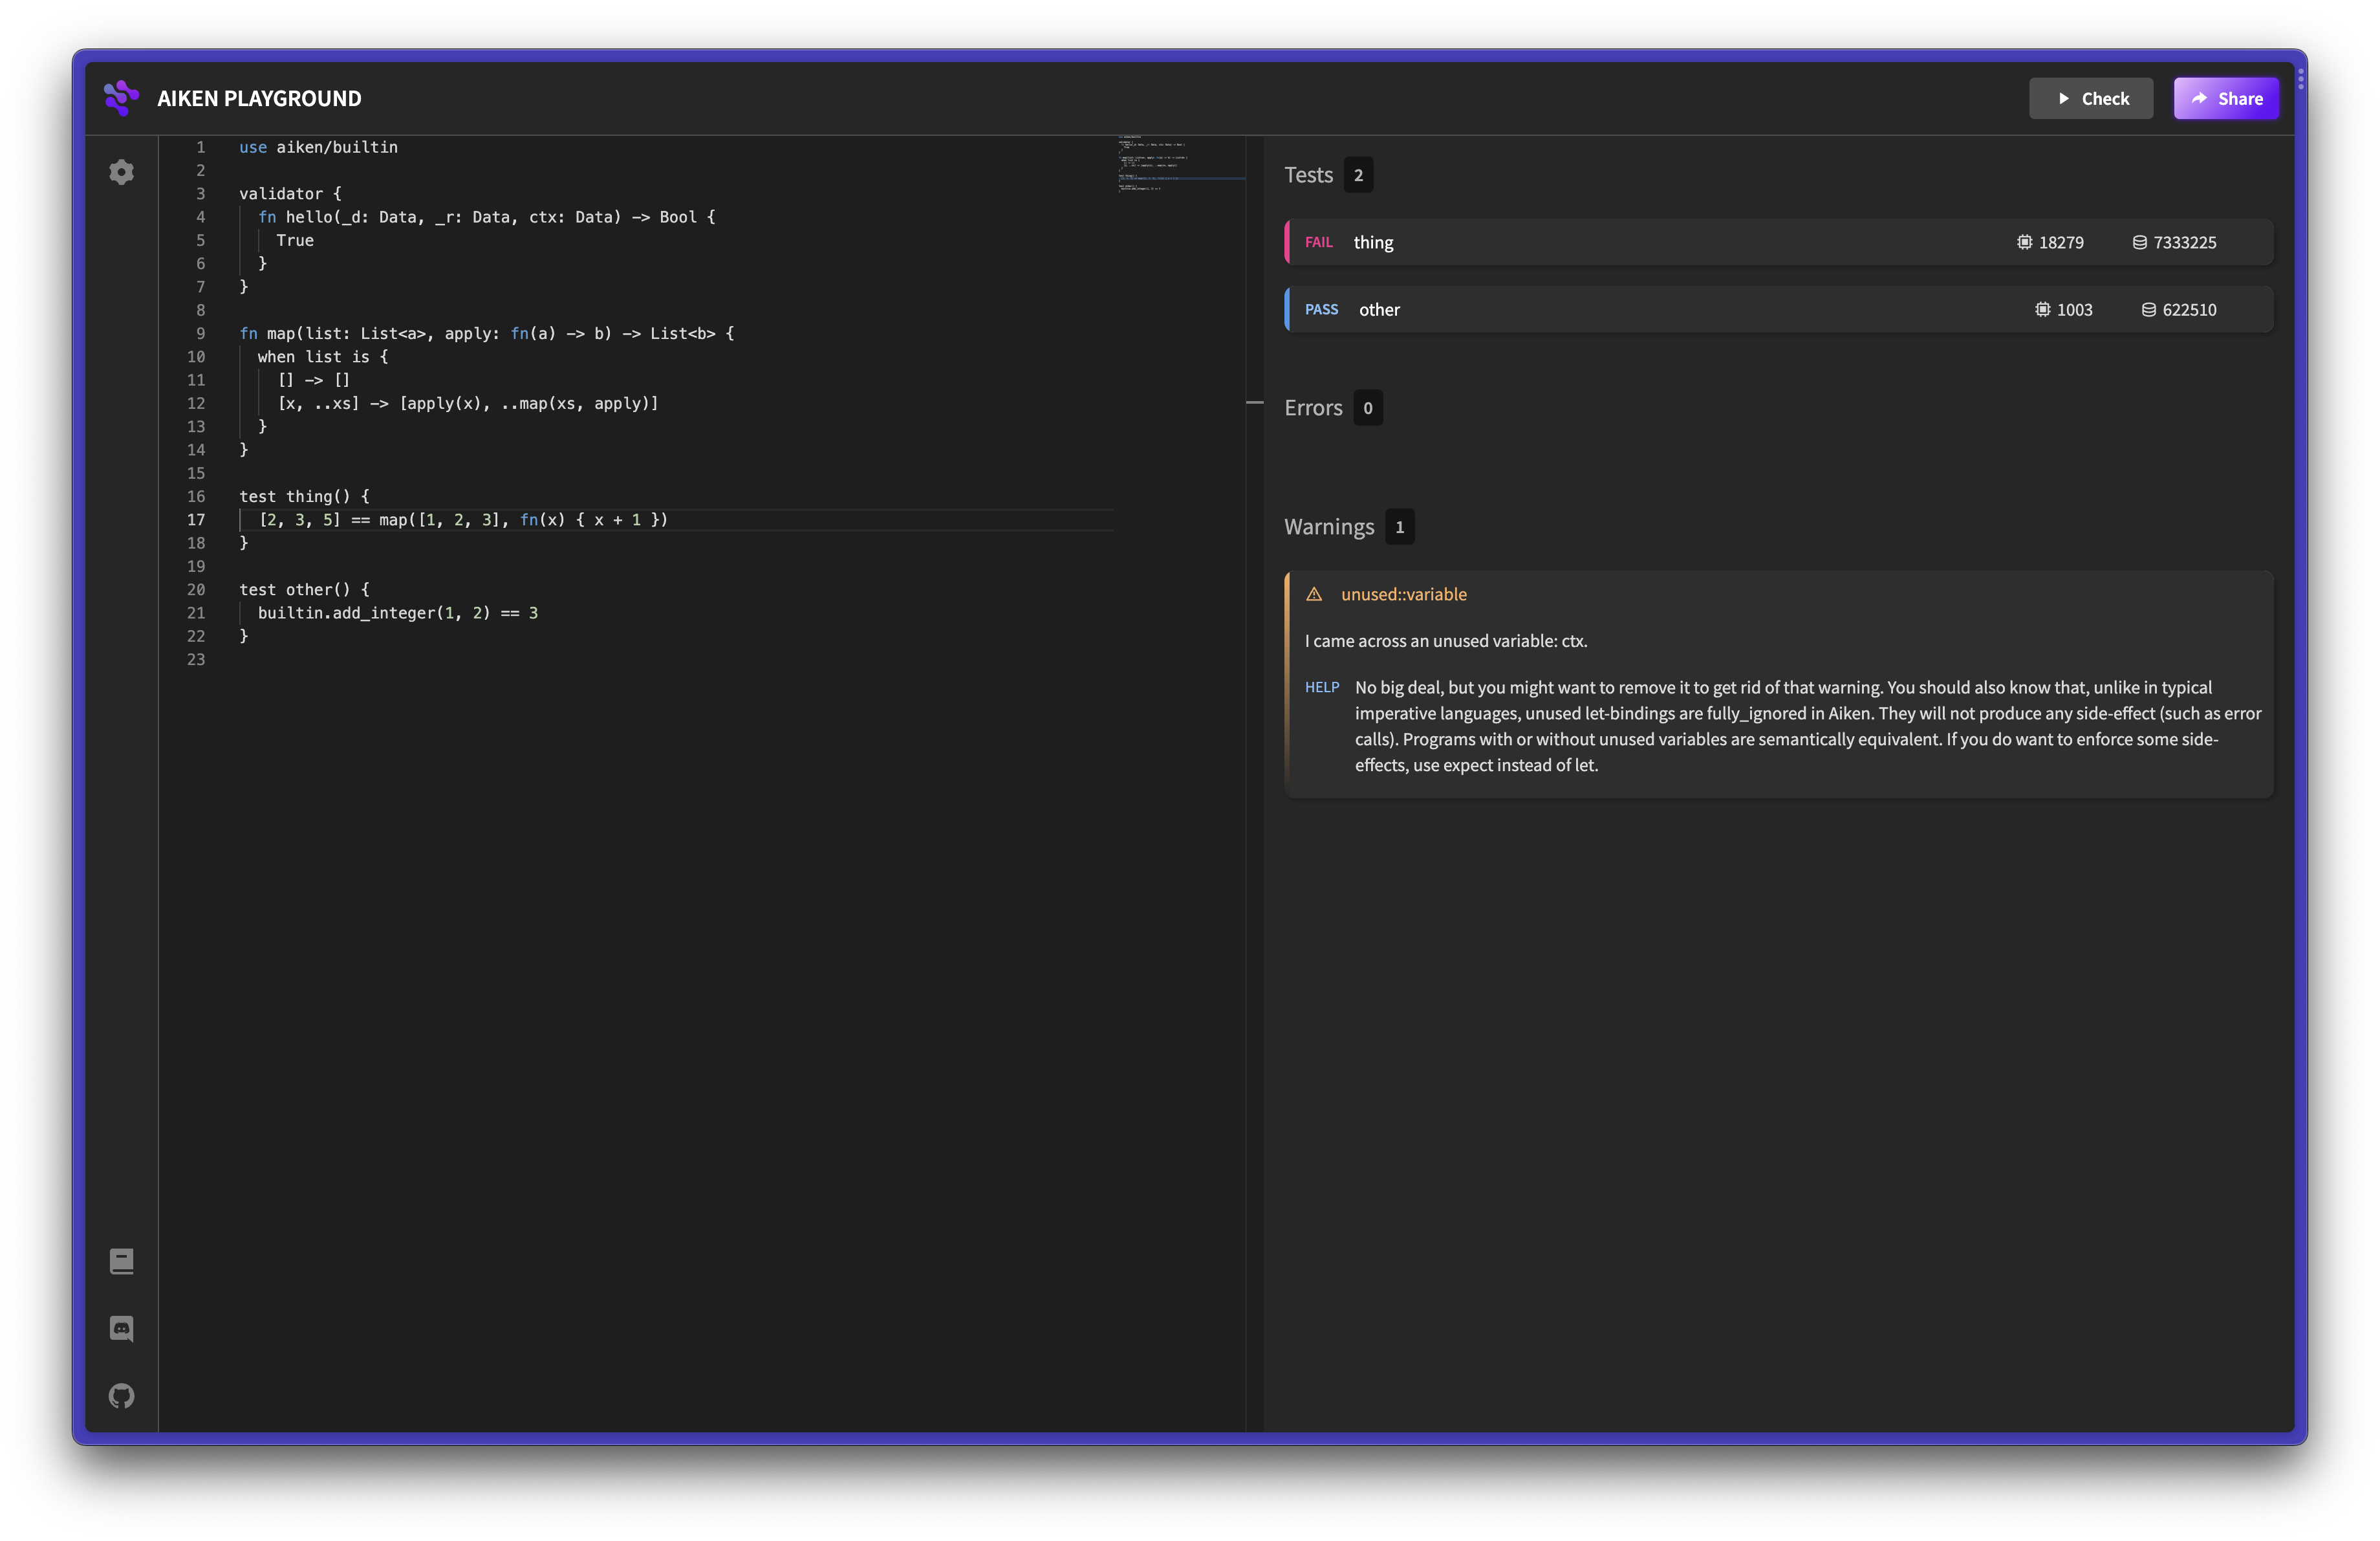 AIKEN PLAYGROUND
Check
Share
1 use aiken/builtin
2
3 validator {
4 fn hello(_d: Data, _r: Data, ctx: Data) -> Bool {
5 True
6 }
7 }
8
9 fn map(list: List<a>, apply: fn(a) -> b) -> List<b> {
10 when list is {
11 [] -> []
12 [x, ..xs] -> [apply(x), ..map(xs, apply)]
13 }
14 }
15
16 test thing() {
17 [2, 3, 5] == map([1, 2, 3], fn(x) { x + 1 })
18 }
19
20 test other() {
21 builtin.add_integer(1, 2) == 3
22 }
23
Tests 2
FAIL thing 18279 7333225
PASS other 1003 622510
Errors 0
Warnings 1
unused::variable
I came across an unused variable: ctx.
HELP No big deal, but you might want to remove it to get rid of that warning. You should also know that, unlike in typical
imperative languages, unused let-bindings are fully_ignored in Aiken. They will not produce any side-effect (such as error
calls). Programs with or without unused variables are semantically equivalent. If you do want to enforce some side-
effects, use expect instead of let.